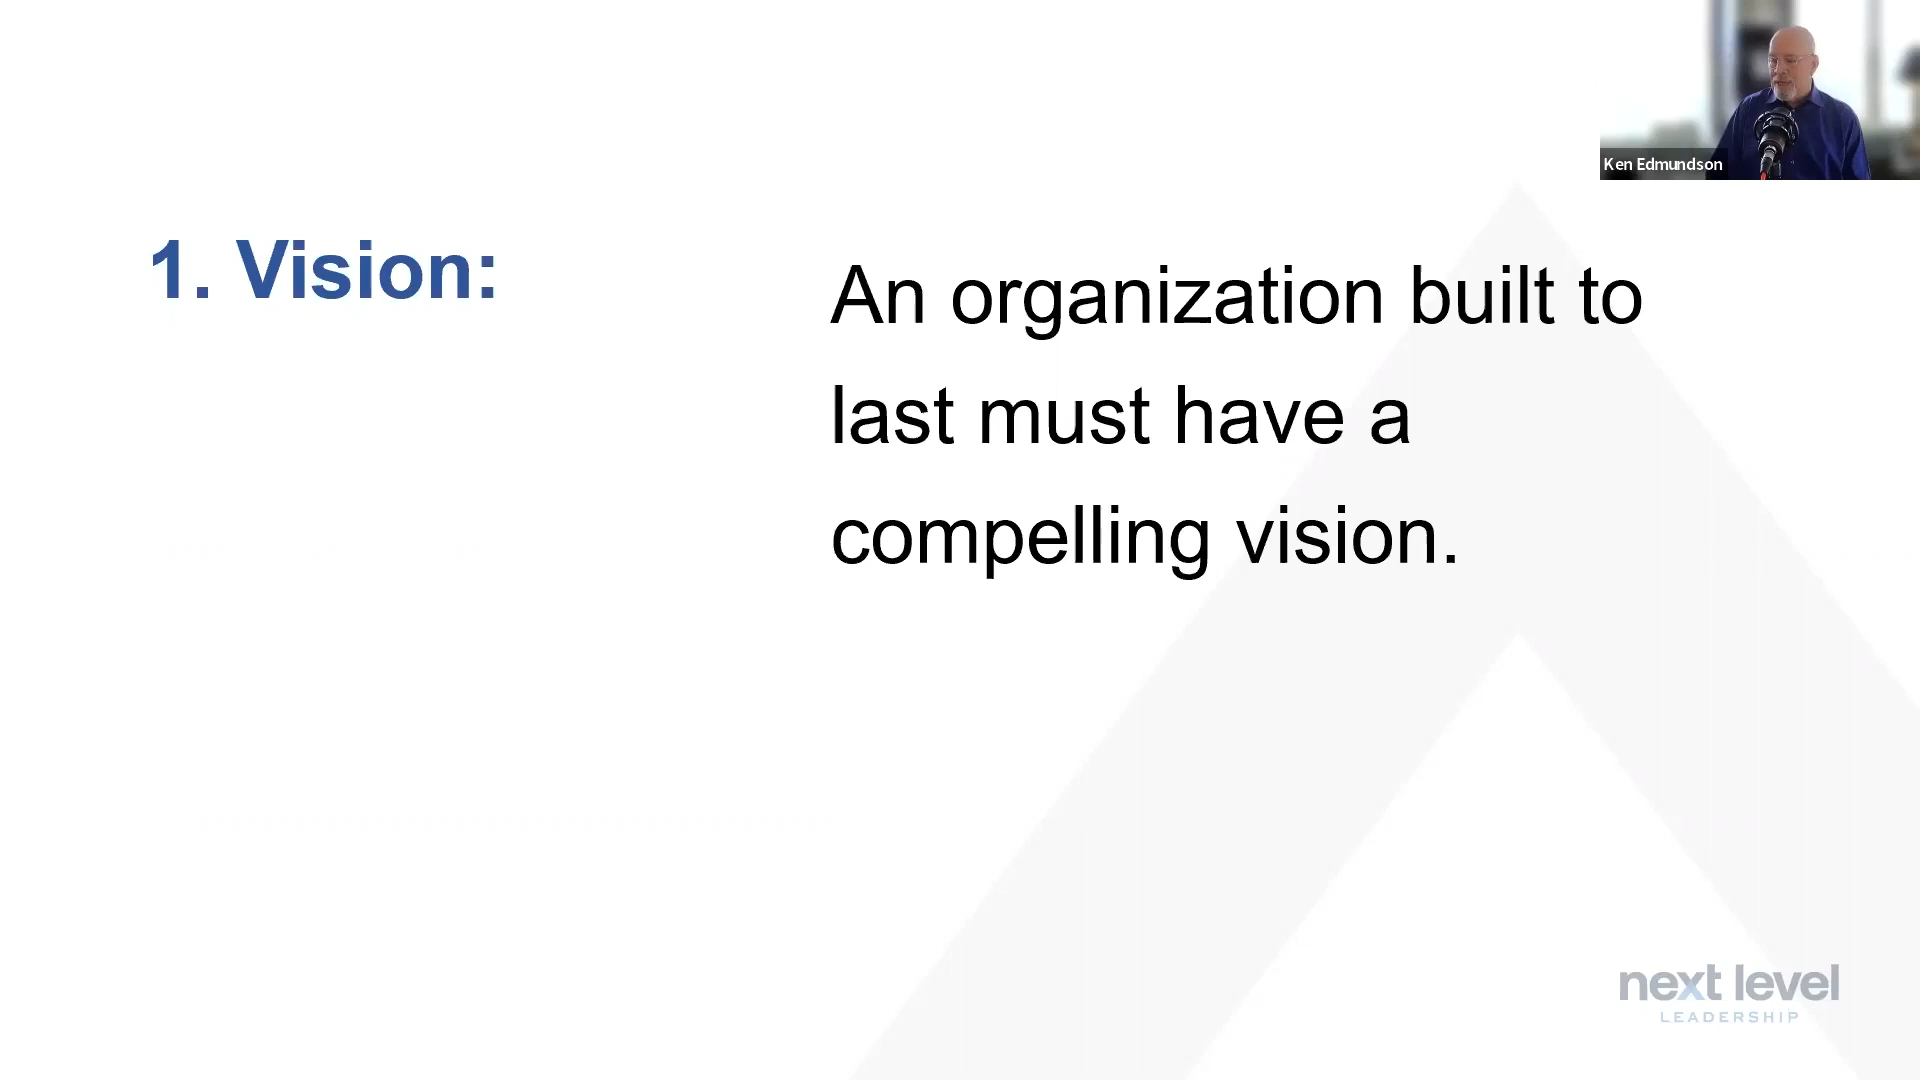 Ken Edmundson
1. Vision:
An organization built to
last must have a
compelling vision.
next level
LEADERSHIP